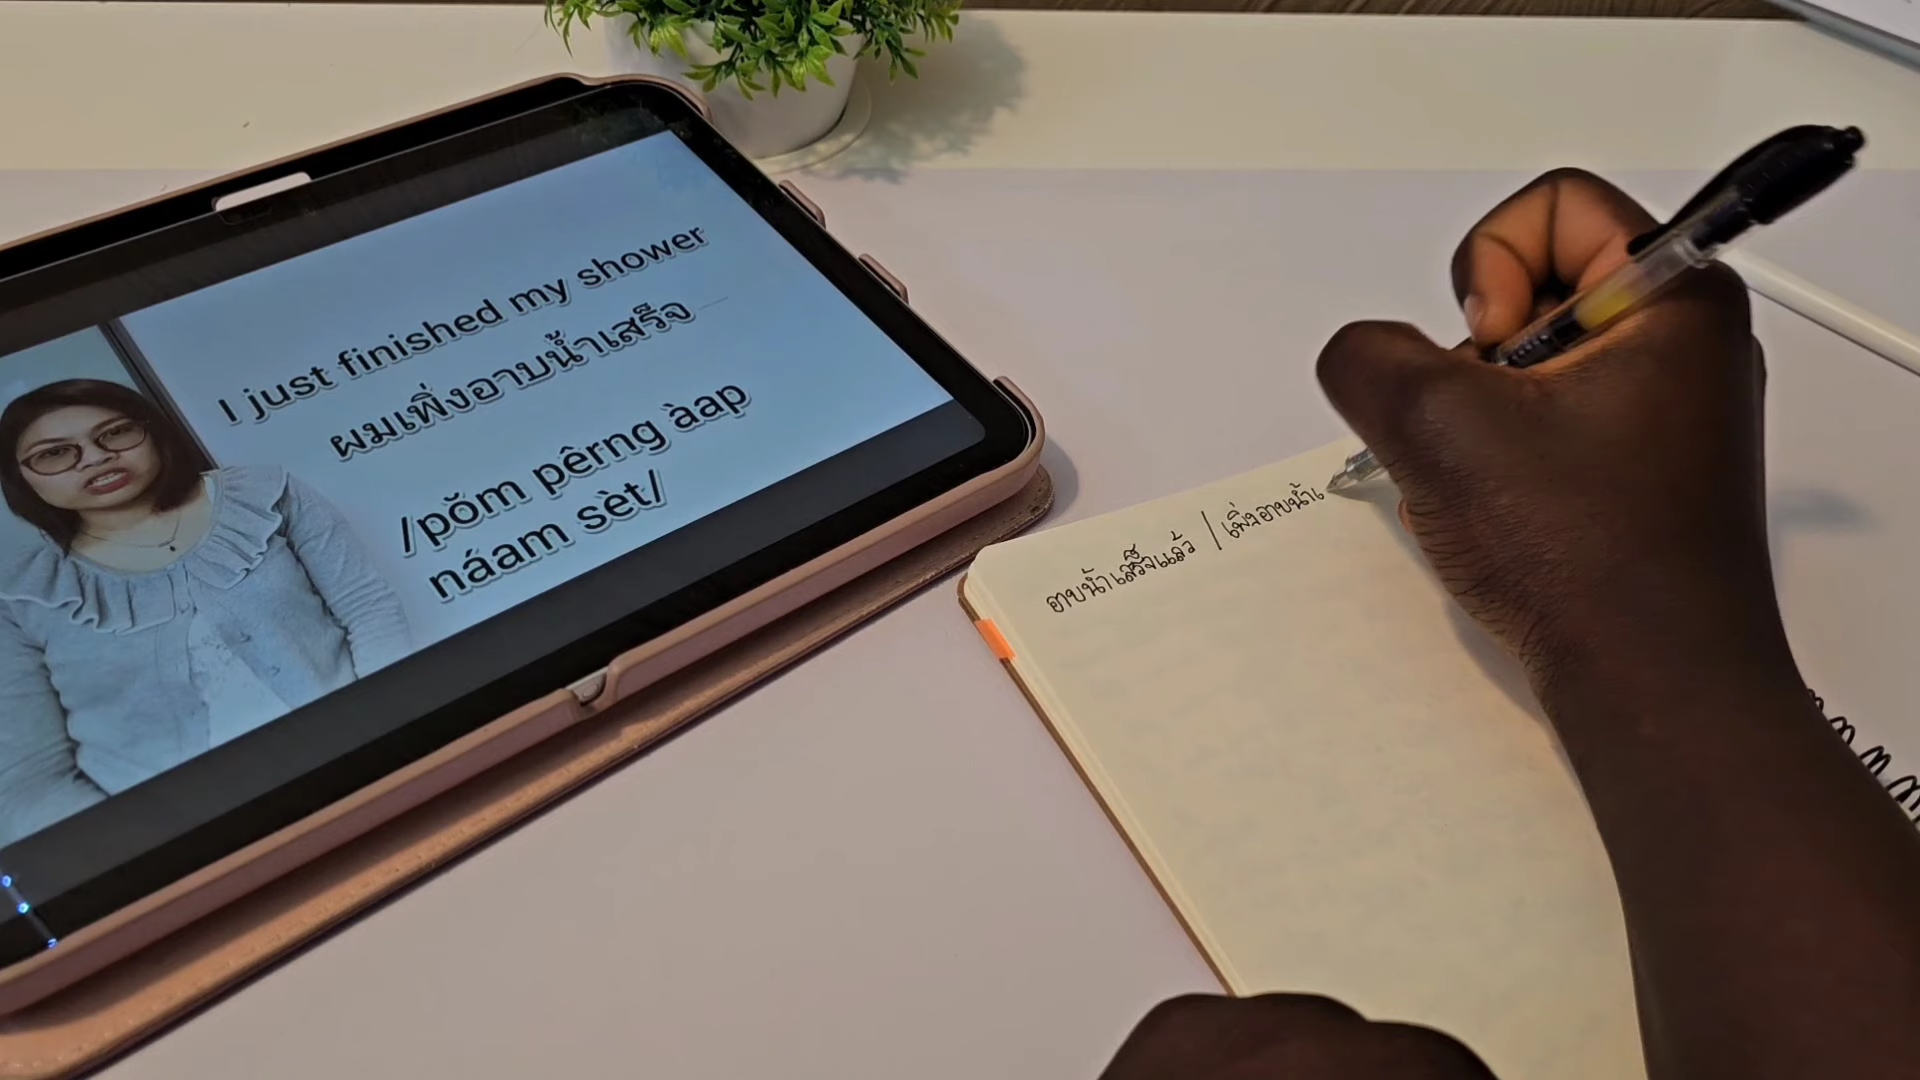 I just finished my shower
ผมเพิ่งอาบน้ำเสร็จ
/pŏm pêrng àap
náam sèt/
อาบน้ำเสร็จแล้ว / เพิ่งอาบน้ำเ